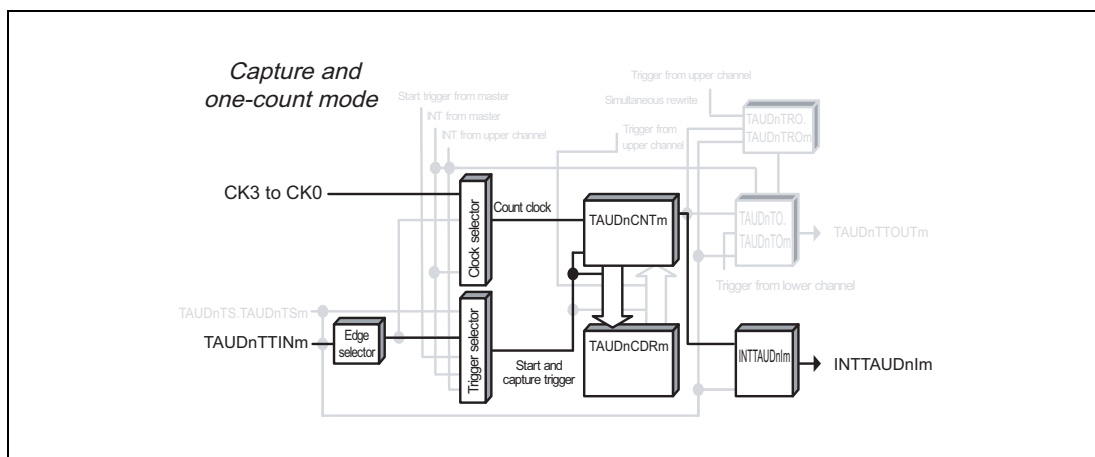 Capture and
one-count mode
Trigger from upper channel
Start trigger from master
Simultaneous rewrite
INT from master
INT from upper channel
Trigger from
upper channel
TAUDnTRO.
TAUDnTROm
CK3 to CK0
Clock selector
Count clock
TAUDnCNTm
TAUDnTO.
TAUDnTOm
TAUDnTTOUTm
Trigger from lower channel
TAUDnTS.TAUDnTSm
TAUDnTTINm
Edge
selector
Trigger selector
Start and
capture trigger
TAUDnCDRm
INTTAUDnIm
INTTAUDnIm